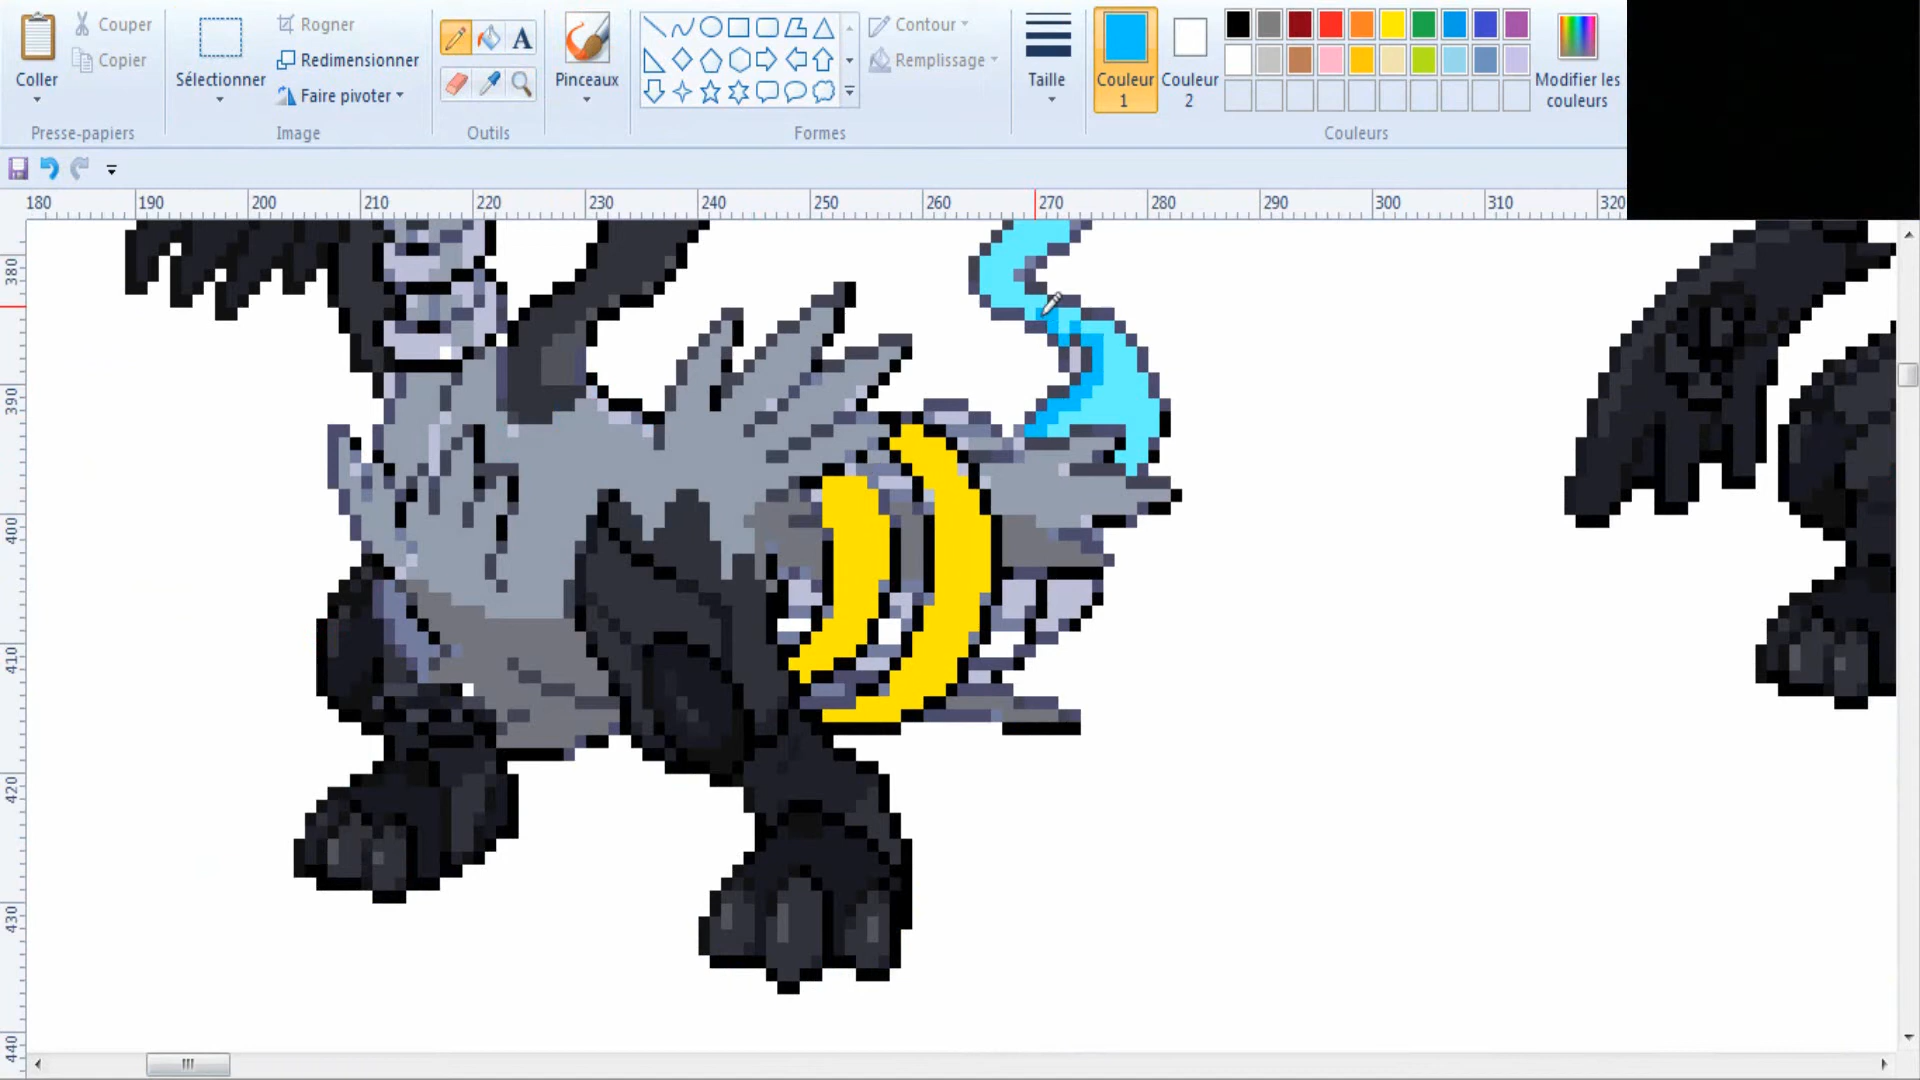 Coller
Couper
Copier
Presse-papiers
Sélectionner
Rogner
Redimensionner
Faire pivoter
Image
A
Outils
Pinceaux
Contour
Remplissage
Formes
Taille
Couleur
1
Couleur
2
Modifier les
couleurs
Couleurs
180 190 200 210 220 230 240 250 260 270 280 290 300 310 320
380
390
400
410
420
430
440